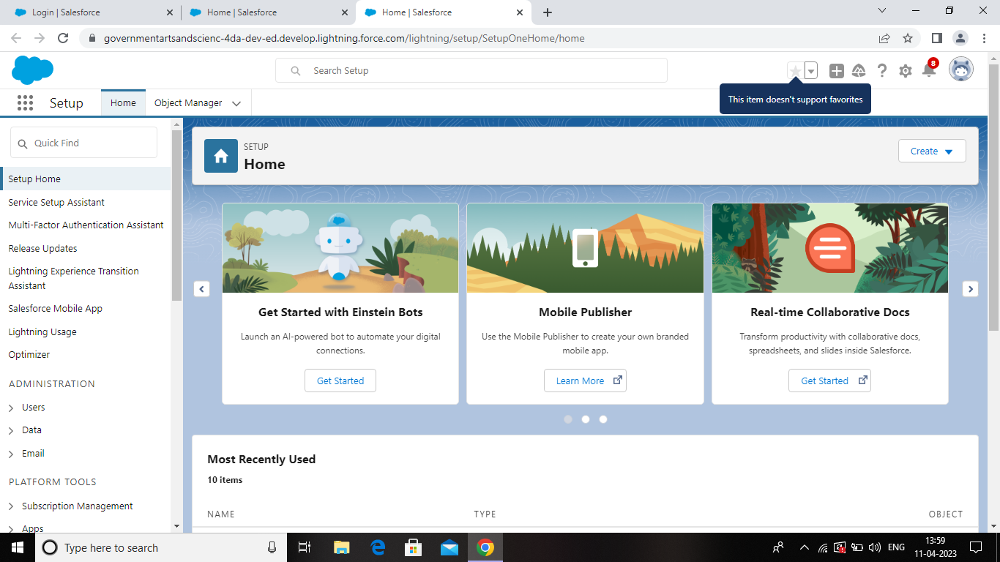 Login | Salesforce
Home | Salesforce
Home | Salesforce
governmentartsandscienc-4da-dev-ed.develop.lightning.force.com/lightning/setup/SetupOneHome/home
Search Setup
8
Setup
Home
Object Manager
This item doesn't support favorites
Quick Find
Setup Home
Service Setup Assistant
Multi-Factor Authentication Assistant
Release Updates
Lightning Experience Transition
Assistant
Salesforce Mobile App
Lightning Usage
Optimizer
ADMINISTRATION
Users
Data
Email
PLATFORM TOOLS
Subscription Management
Apps
SETUP
Home
Create
Get Started with Einstein Bots
Launch an AI-powered bot to automate your digital
connections.
Get Started
Mobile Publisher
Use the Mobile Publisher to create your own branded
mobile app.
Learn More
Real-time Collaborative Docs
Transform productivity with collaborative docs,
spreadsheets, and slides inside Salesforce.
Get Started
Most Recently Used
10 items
NAME
TYPE
OBJECT
Type here to search
ENG
13:59
11-04-2023